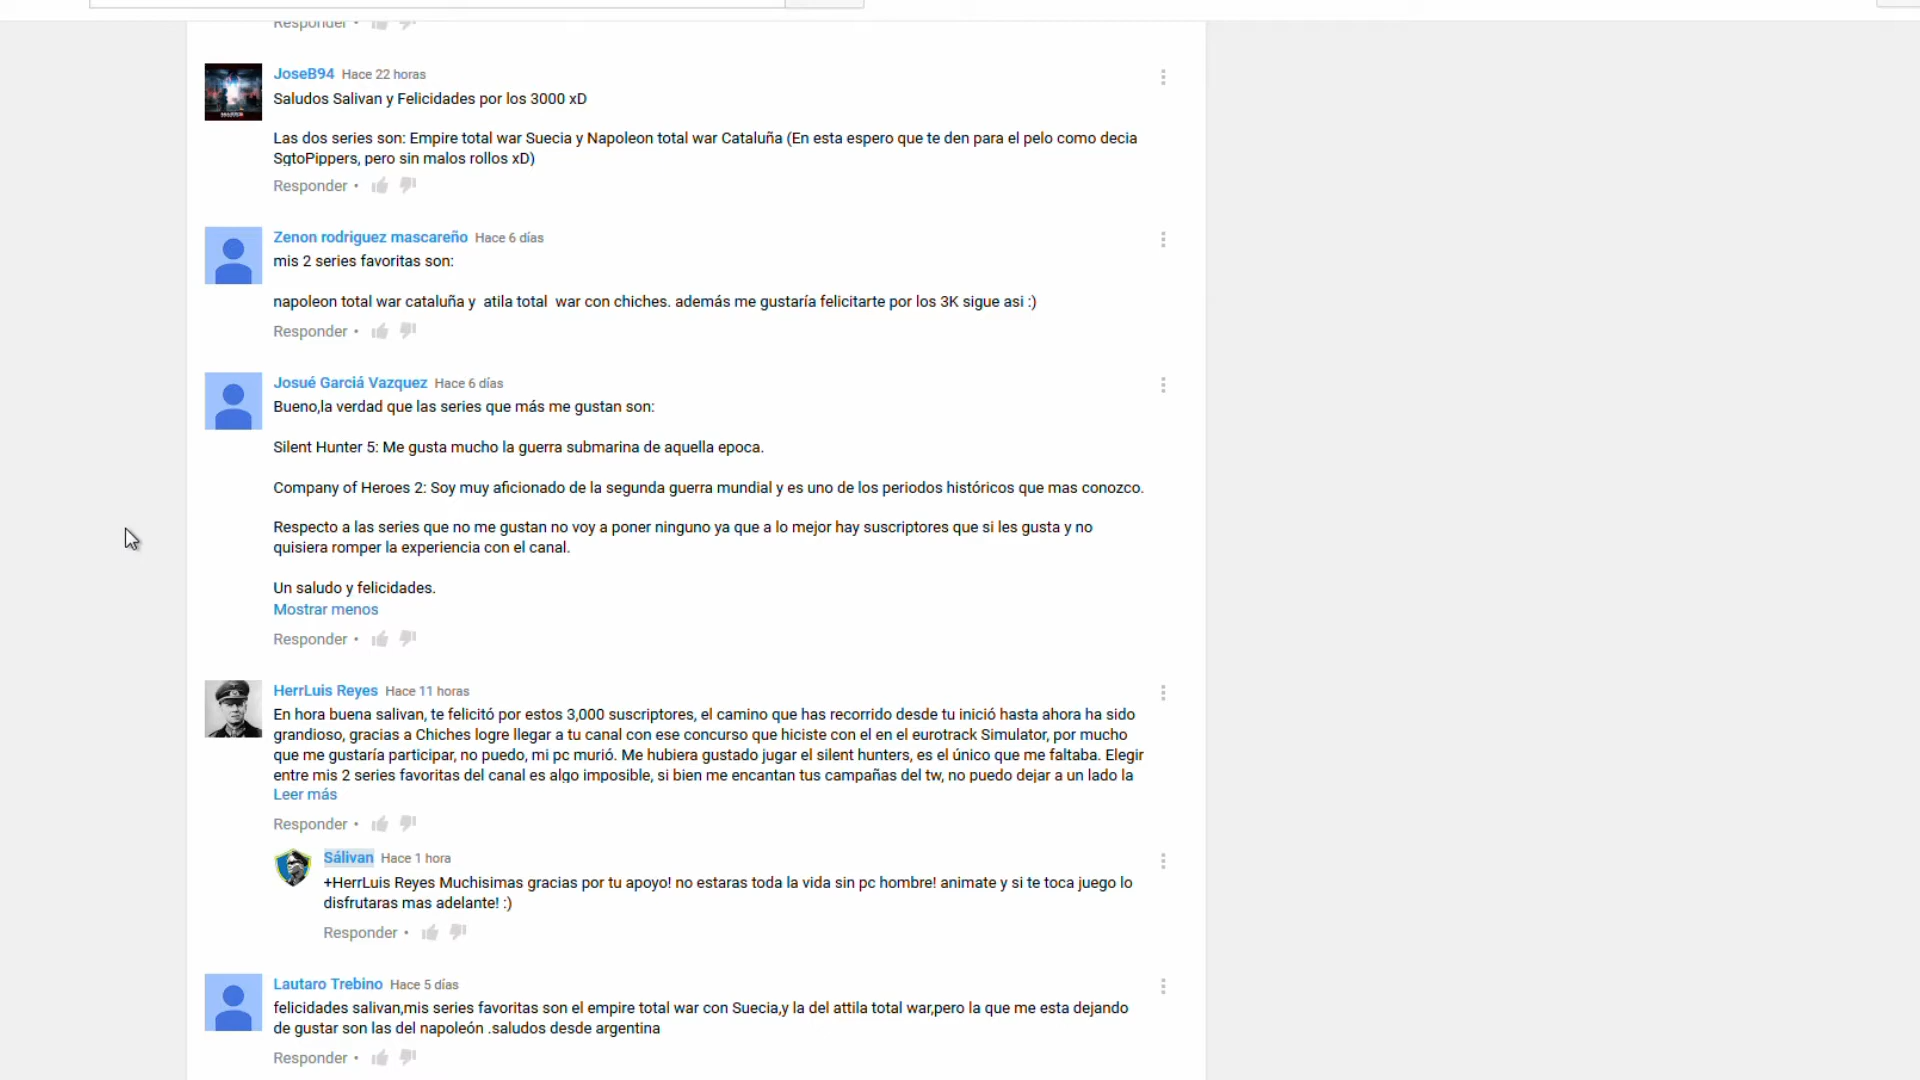 Responder •
JoseB94 Hace 22 horas
Saludos Salivan y Felicidades por los 3000 xD
Las dos series son: Empire total war Suecia y Napoleon total war Cataluña (En esta espero que te den para el pelo como decia
SgtoPippers, pero sin malos rollos xD)
Responder •
Zenon rodriguez mascareño Hace 6 días
mis 2 series favoritas son:
napoleon total war cataluña y atila total war con chiches. además me gustaría felicitarte por los 3K sigue asi :)
Responder •
Josué Garciá Vazquez Hace 6 días
Bueno,la verdad que las series que más me gustan son:
Silent Hunter 5: Me gusta mucho la guerra submarina de aquella epoca.
Company of Heroes 2: Soy muy aficionado de la segunda guerra mundial y es uno de los periodos históricos que mas conozco.
Respecto a las series que no me gustan no voy a poner ninguno ya que a lo mejor hay suscriptores que si les gusta y no
quisiera romper la experiencia con el canal.
Un saludo y felicidades.
Mostrar menos
Responder •
HerrLuis Reyes Hace 11 horas
En hora buena salivan, te felicitó por estos 3,000 suscriptores, el camino que has recorrido desde tu inició hasta ahora ha sido
grandioso, gracias a Chiches logre llegar a tu canal con ese concurso que hiciste con el en el eurotrack Simulator, por mucho
que me gustaría participar, no puedo, mi pc murió. Me hubiera gustado jugar el silent hunters, es el único que me faltaba. Elegir
entre mis 2 series favoritas del canal es algo imposible, si bien me encantan tus campañas del tw, no puedo dejar a un lado la
Leer más
Responder •
Sálivan Hace 1 hora
+HerrLuis Reyes Muchisimas gracias por tu apoyo! no estaras toda la vida sin pc hombre! animate y si te toca juego lo
disfrutaras mas adelante! :)
Responder •
Lautaro Trebino Hace 5 días
felicidades salivan,mis series favoritas son el empire total war con Suecia,y la del attila total war,pero la que me esta dejando
de gustar son las del napoleón .saludos desde argentina
Responder •